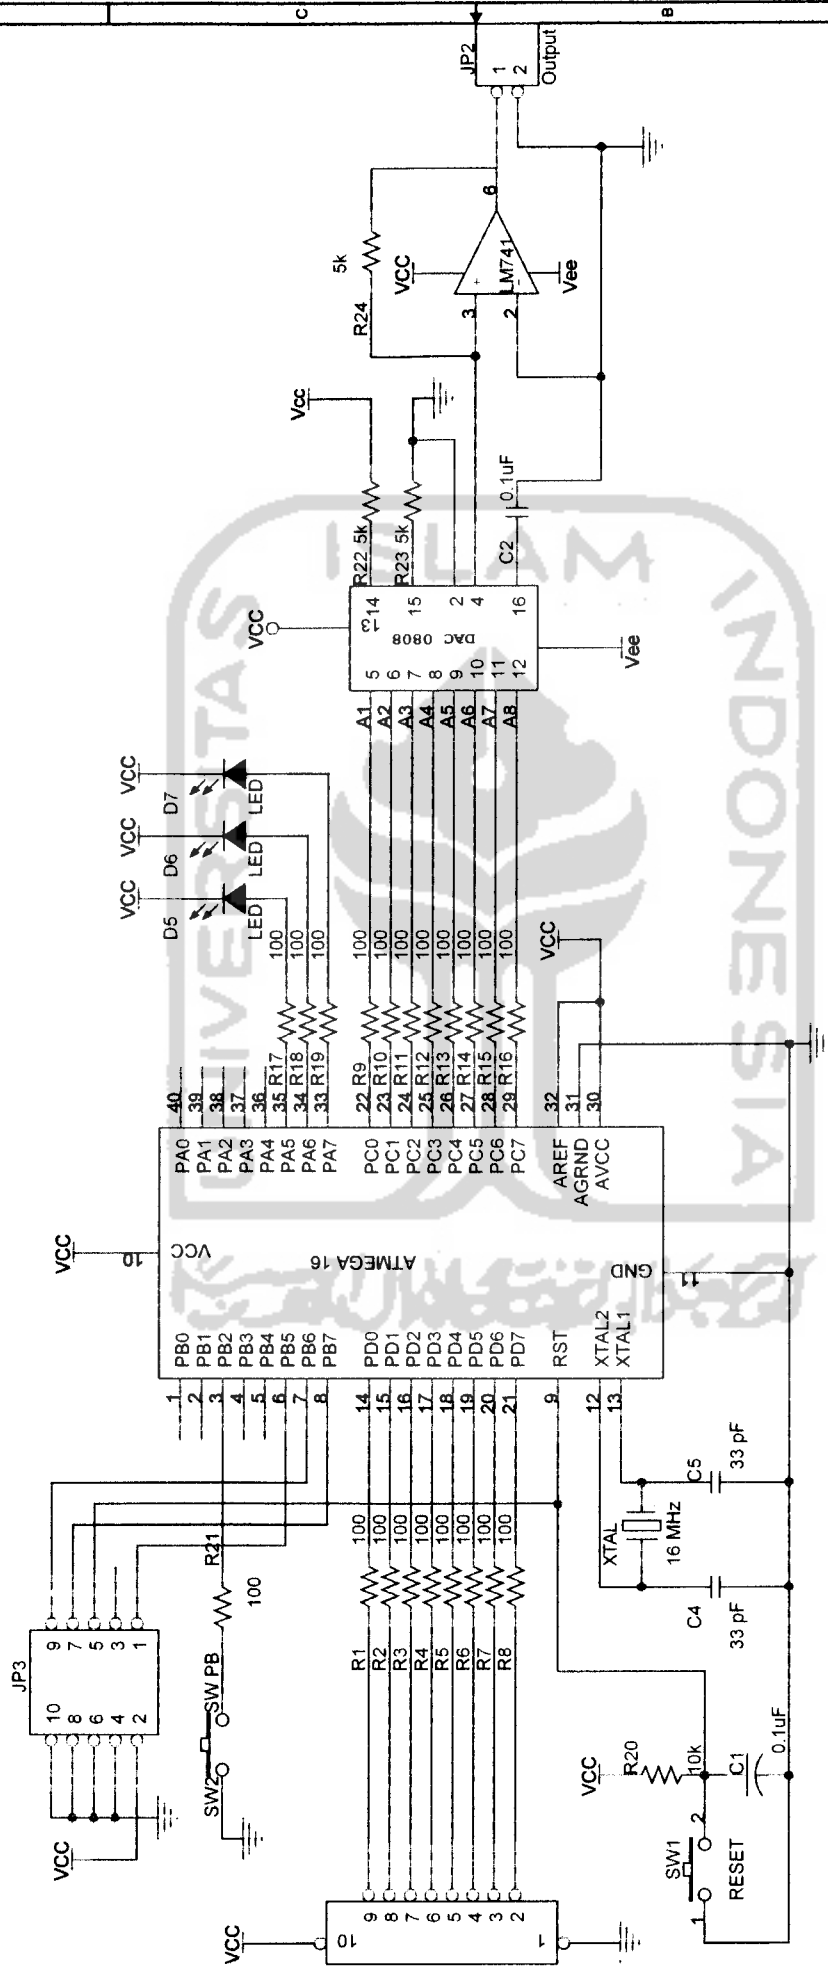 C
B
JP2
1
2
Output
6
5k
R24
VCC
LM741
Vee
+
-
3
2
Vcc
R22 5k
R23 5k
C2
0.1uF
VCC
13
14
15
2
4
16
DAC 0808
5
6
7
8
9
10
11
12
Vee
A1
A2
A3
A4
A5
A6
A7
A8
VCC
VCC
VCC
D7
D6
D5
LED
LED
LED
100
100
100
R17
R18
R19
100
100
100
100
100
100
100
100
R9
R10
R11
R12
R13
R14
R15
R16
VCC
40
39
38
37
36
35
34
33
22
23
24
25
26
27
28
29
32
31
30
PA0
PA1
PA2
PA3
PA4
PA5
PA6
PA7
PC0
PC1
PC2
PC3
PC4
PC5
PC6
PC7
AREF
AGRND
AVCC
VCC
10
VCC
ATMEGA 16
GND
11
PB0
PB1
PB2
PB3
PB4
PB5
PB6
PB7
PD0
PD1
PD2
PD3
PD4
PD5
PD6
PD7
RST
XTAL2
XTAL1
1
2
3
4
5
6
7
8
14
15
16
17
18
19
20
21
9
12
13
R21
100
100
100
100
100
100
100
100
100
R1
R2
R3
R4
R5
R6
R7
R8
XTAL
16 MHz
C5
33 pF
C4
33 pF
JP3
9
7
5
3
1
10
8
6
4
2
VCC
SW PB
SW2
VCC
R20
10k
C1
0.1uF
SW1
2
1
RESET
VCC
10
9
8
7
6
5
4
3
2
1
UNIVERSITAS
ISLAM
INDONESIA